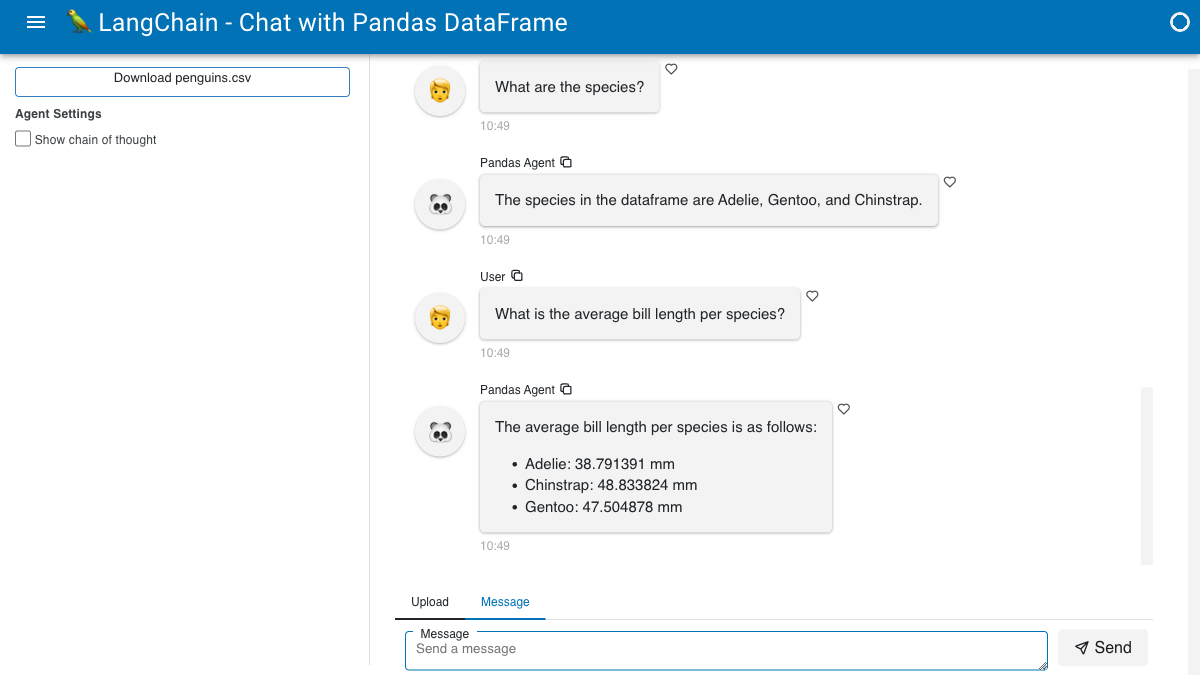 LangChain - Chat with Pandas DataFrame
Download penguins.csv
Agent Settings
Show chain of thought
What are the species?
10:49
Pandas Agent
The species in the dataframe are Adelie, Gentoo, and Chinstrap.
10:49
User
What is the average bill length per species?
10:49
Pandas Agent
The average bill length per species is as follows:
• Adelie: 38.791391 mm
• Chinstrap: 48.833824 mm
• Gentoo: 47.504878 mm
10:49
Upload Message
Message
Send a message
Send